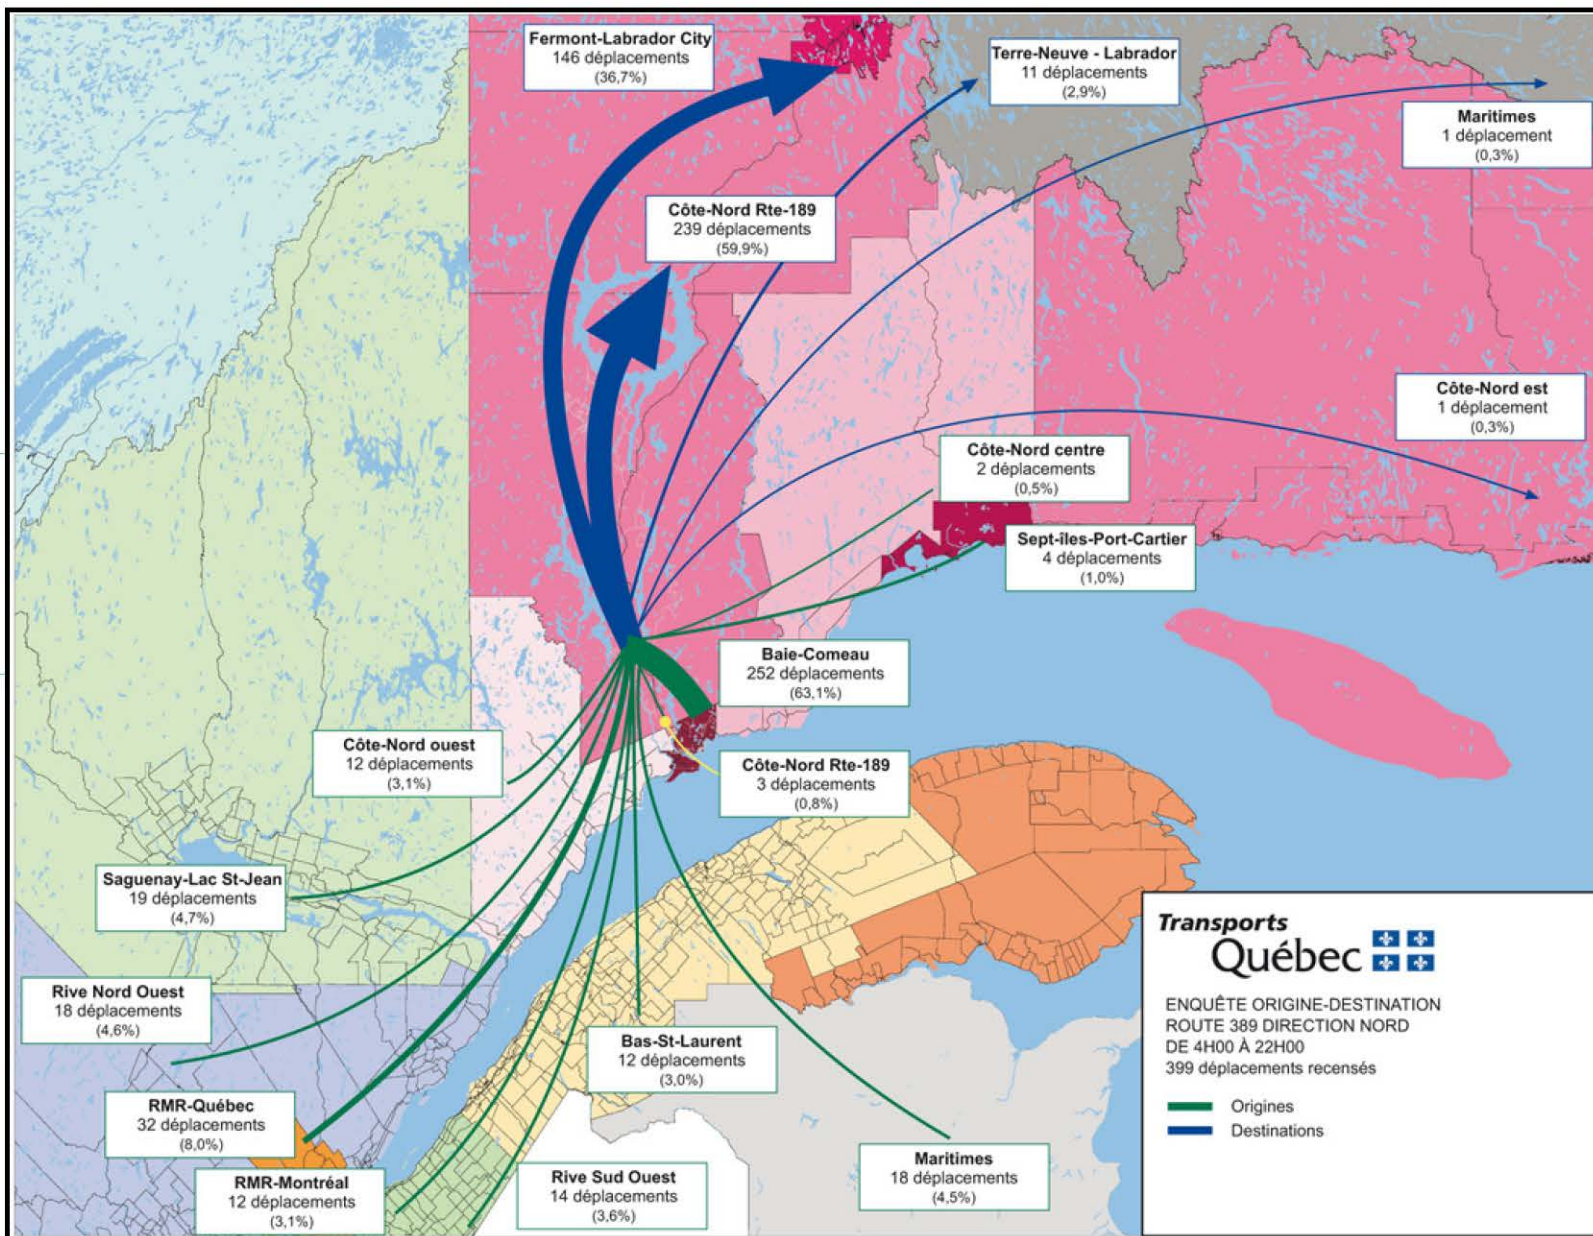 Fermont-Labrador City
146 déplacements
(36,7%)
Terre-Neuve - Labrador
11 déplacements
(2,9%)
Maritimes
1 déplacement
(0,3%)
Côte-Nord Rte-189
239 déplacements
(59,9%)
Côte-Nord est
1 déplacement
(0,3%)
Côte-Nord centre
2 déplacements
(0,5%)
Sept-îles-Port-Cartier
4 déplacements
(1,0%)
Baie-Comeau
252 déplacements
(63,1%)
Côte-Nord ouest
12 déplacements
(3,1%)
Côte-Nord Rte-189
3 déplacements
(0,8%)
Saguenay-Lac St-Jean
19 déplacements
(4,7%)
Rive Nord Ouest
18 déplacements
(4,6%)
Bas-St-Laurent
12 déplacements
(3,0%)
RMR-Québec
32 déplacements
(8,0%)
RMR-Montréal
12 déplacements
(3,1%)
Rive Sud Ouest
14 déplacements
(3,6%)
Maritimes
18 déplacements
(4,5%)
Transports
Québec
ENQUÊTE ORIGINE-DESTINATION
ROUTE 389 DIRECTION NORD
DE 4H00 À 22H00
399 déplacements recensés
Origines
Destinations